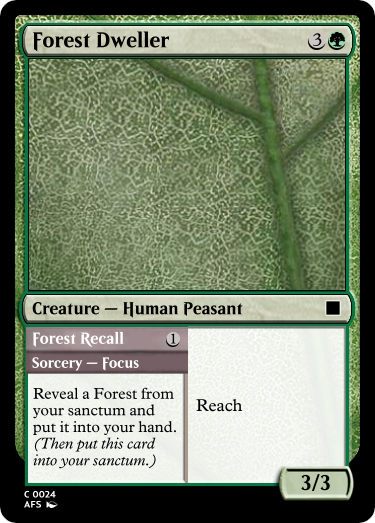 Forest Dweller 3
Creature — Human Peasant
Forest Recall 1
Sorcery — Focus
Reveal a Forest from
your sanctum and
put it into your hand.
(Then put this card
into your sanctum.)
Reach
3/3
C 0024
AFS